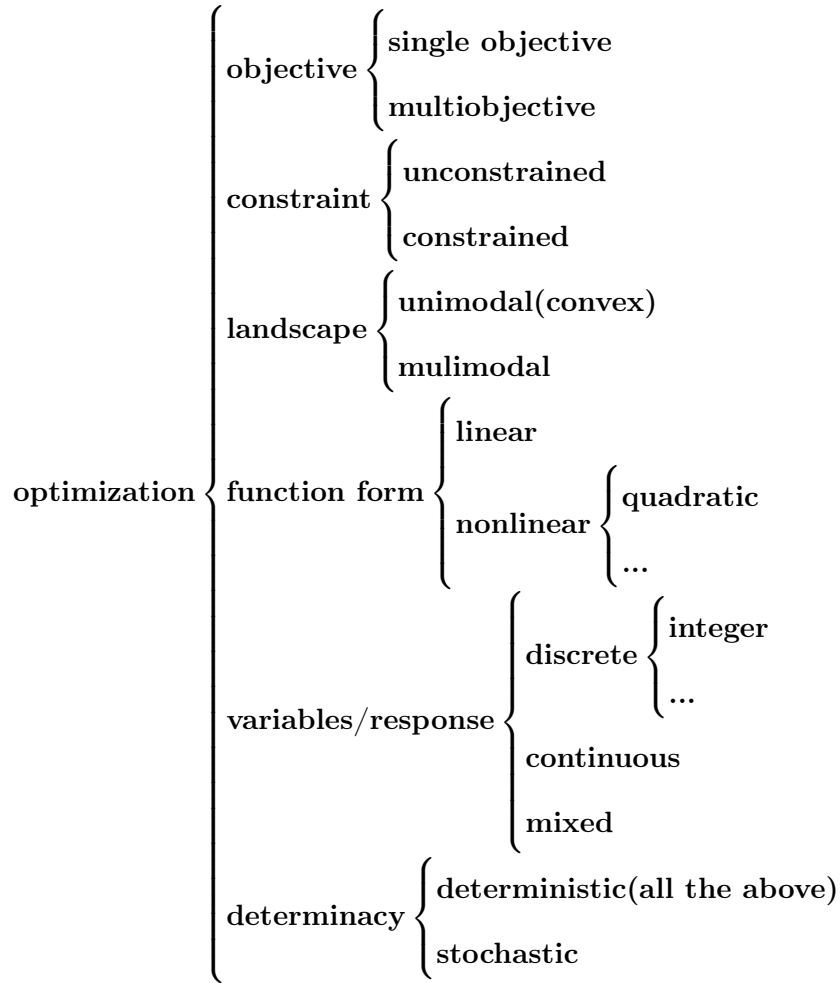 optimization
objective
single objective
multiobjective
constraint
unconstrained
constrained
landscape
unimodal(convex)
mulimodal
function form
linear
nonlinear
quadratic
...
variables/response
discrete
integer
...
continuous
mixed
determinacy
deterministic(all the above)
stochastic